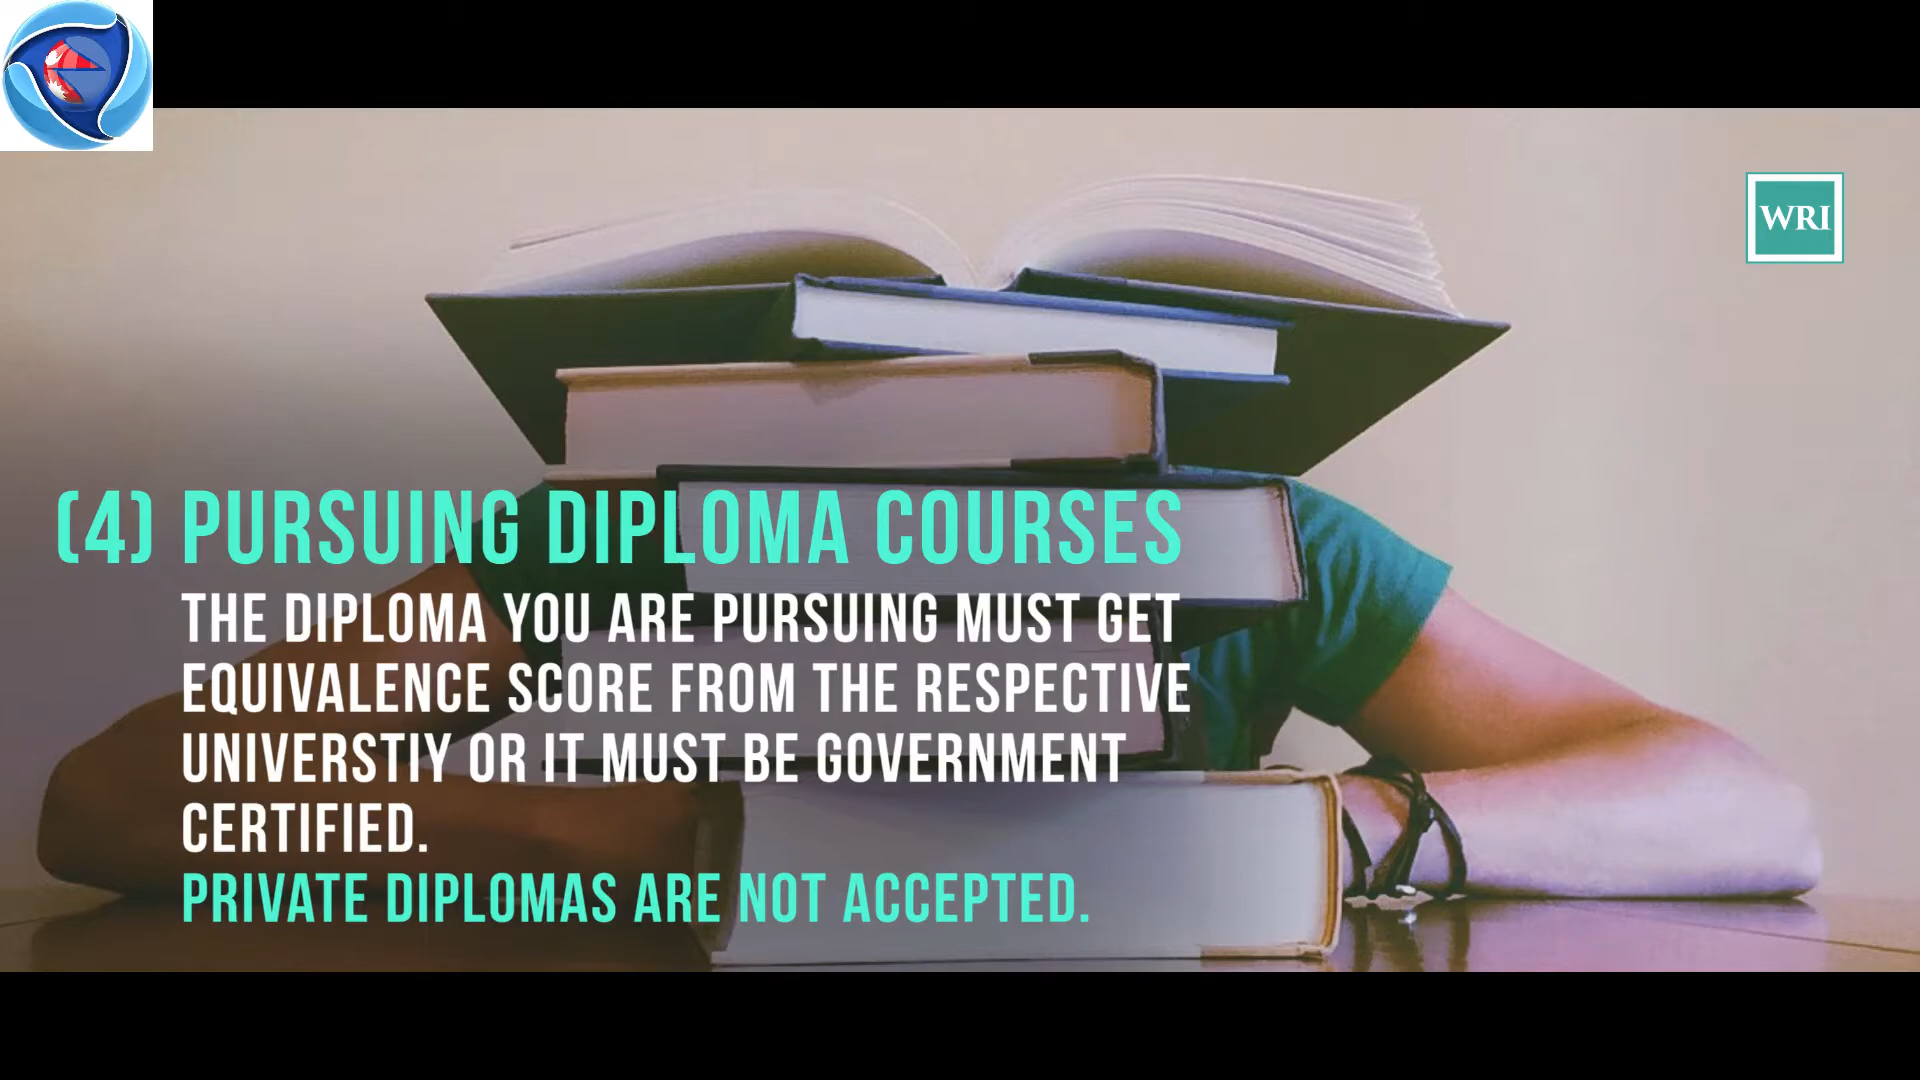 WRI
(4) PURSUING DIPLOMA COURSES
THE DIPLOMA YOU ARE PURSUING MUST GET
EQUIVALENCE SCORE FROM THE RESPECTIVE
UNIVERSTIY OR IT MUST BE GOVERNMENT
CERTIFIED.
PRIVATE DIPLOMAS ARE NOT ACCEPTED.